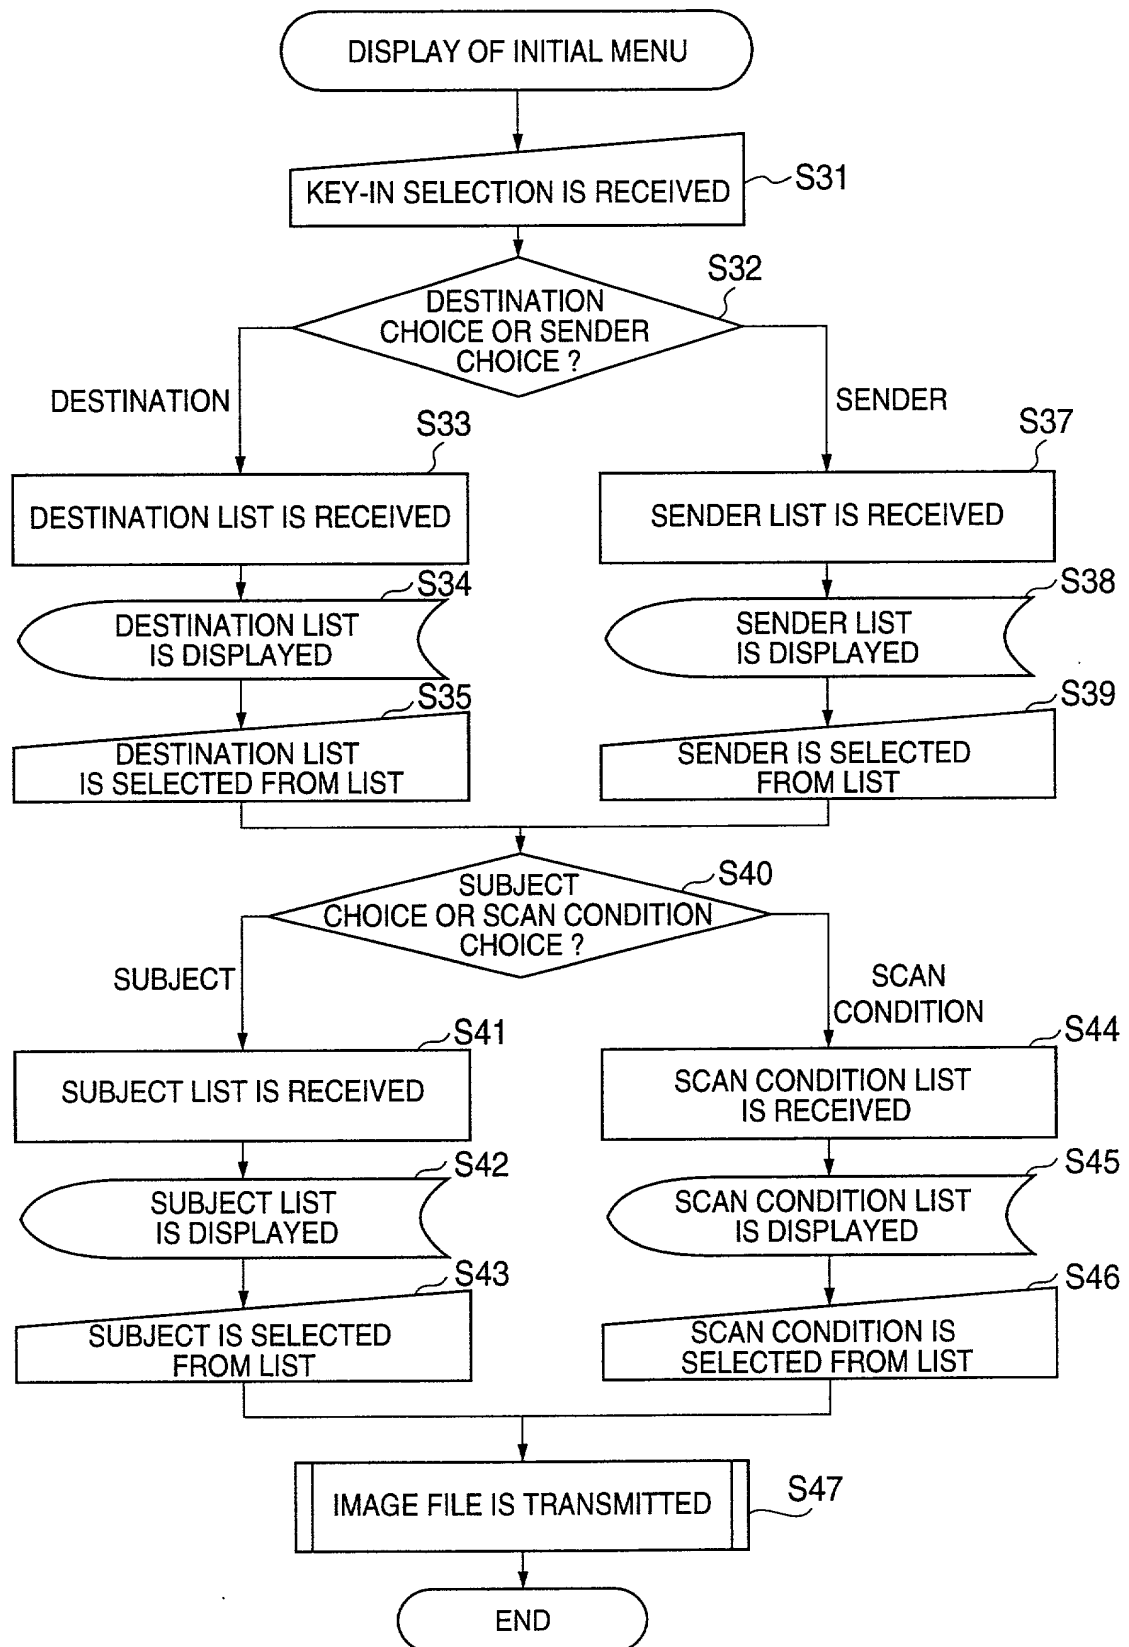 DISPLAY OF INITIAL MENU
KEY-IN SELECTION IS RECEIVED
S31
S32
DESTINATION
CHOICE OR SENDER
CHOICE ?
DESTINATION
SENDER
S33
DESTINATION LIST IS RECEIVED
S34
DESTINATION LIST
IS DISPLAYED
S35
DESTINATION LIST
IS SELECTED FROM LIST
S37
SENDER LIST IS RECEIVED
S38
SENDER LIST
IS DISPLAYED
S39
SENDER IS SELECTED
FROM LIST
S40
SUBJECT
CHOICE OR SCAN CONDITION
CHOICE ?
SUBJECT
SCAN
CONDITION
S41
SUBJECT LIST IS RECEIVED
S42
SUBJECT LIST
IS DISPLAYED
S43
SUBJECT IS SELECTED
FROM LIST
S44
SCAN CONDITION LIST
IS RECEIVED
S45
SCAN CONDITION LIST
IS DISPLAYED
S46
SCAN CONDITION IS
SELECTED FROM LIST
IMAGE FILE IS TRANSMITTED
S47
END